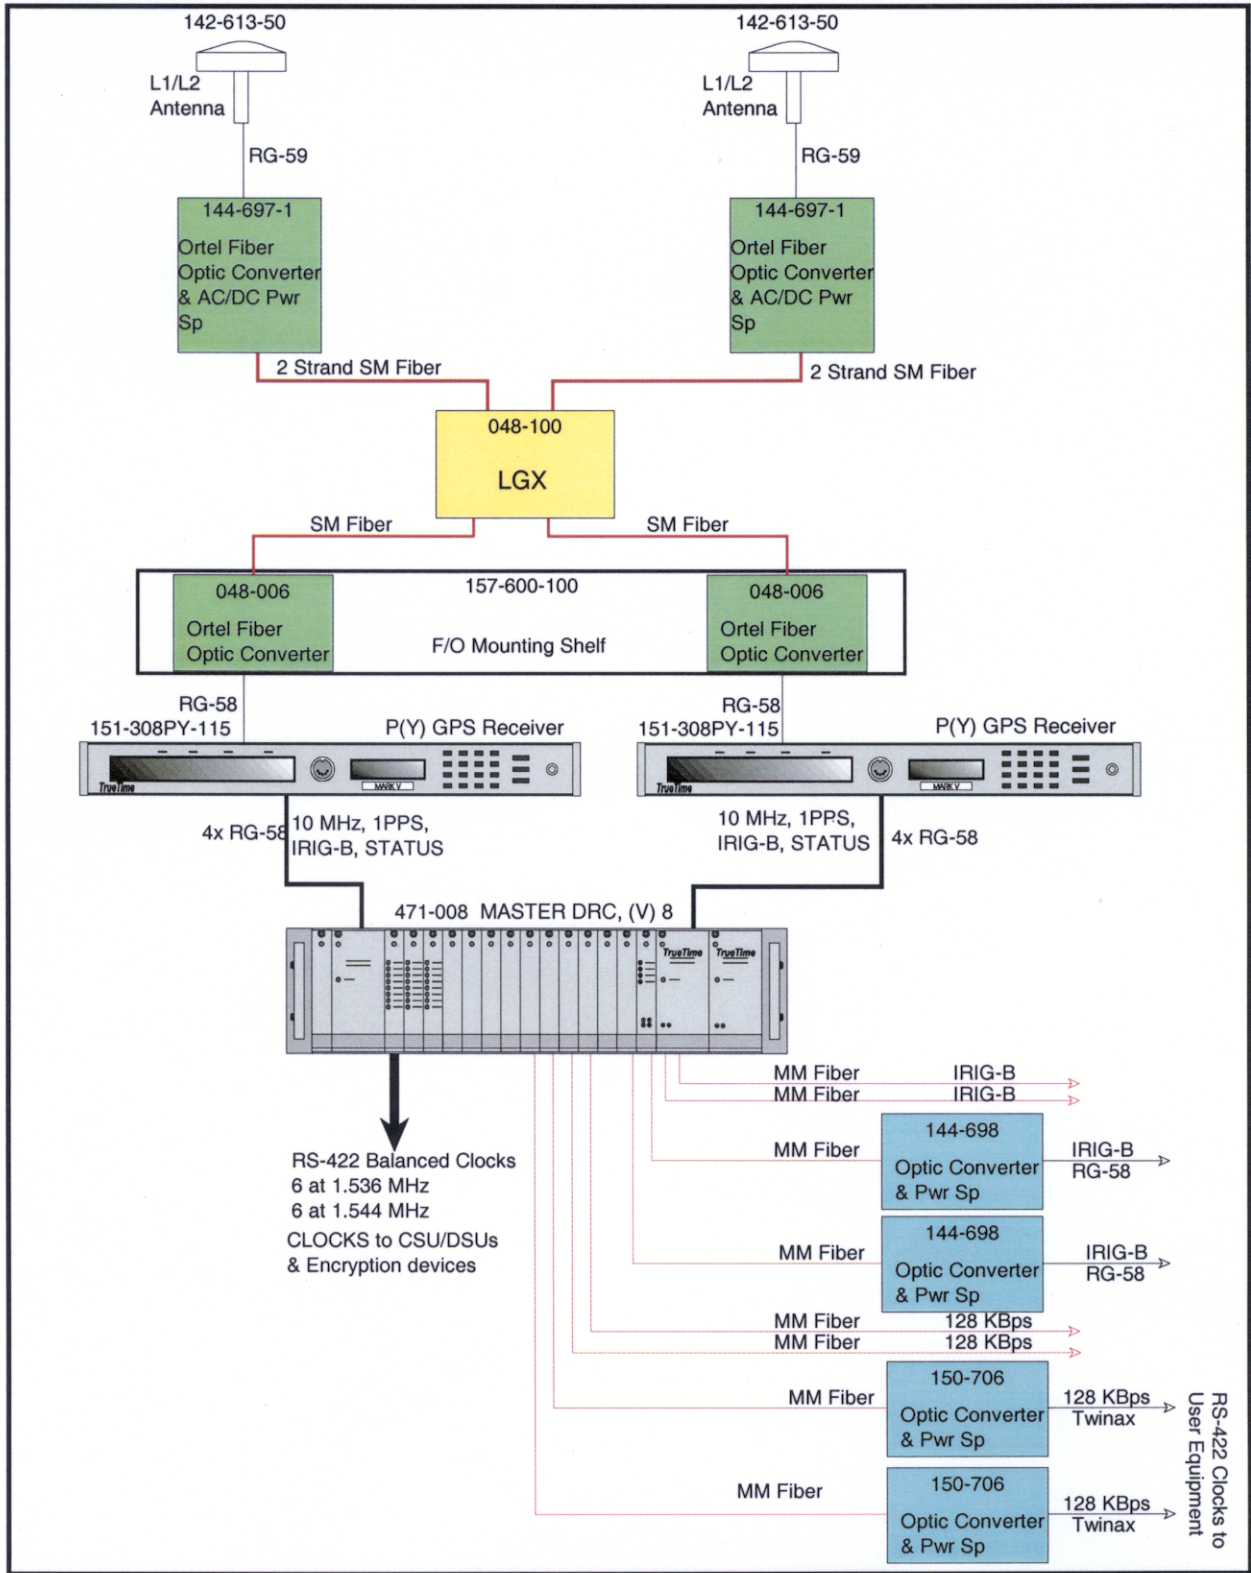 142-613-50
142-613-50
L1/L2
Antenna
L1/L2
Antenna
RG-59
RG-59
144-697-1
Ortel Fiber
Optic Converter
& AC/DC Pwr
Sp
144-697-1
Ortel Fiber
Optic Converter
& AC/DC Pwr
Sp
2 Strand SM Fiber
2 Strand SM Fiber
048-100
LGX
SM Fiber
SM Fiber
048-006
Ortel Fiber
Optic Converter
157-600-100
F/O Mounting Shelf
048-006
Ortel Fiber
Optic Converter
RG-58
151-308PY-115
P(Y) GPS Receiver
RG-58
151-308PY-115
P(Y) GPS Receiver
TrueTime
MARK V
TrueTime
MARK V
4x RG-58
10 MHz, 1PPS,
IRIG-B, STATUS
10 MHz, 1PPS,
IRIG-B, STATUS
4x RG-58
471-008 MASTER DRC, (V) 8
TrueTime
TrueTime
MM Fiber IRIG-B
MM Fiber IRIG-B
RS-422 Balanced Clocks
6 at 1.536 MHz
6 at 1.544 MHz
CLOCKS to CSU/DSUs
& Encryption devices
MM Fiber
144-698
Optic Converter
& Pwr Sp
IRIG-B
RG-58
MM Fiber
144-698
Optic Converter
& Pwr Sp
IRIG-B
RG-58
MM Fiber 128 KBps
MM Fiber 128 KBps
MM Fiber
150-706
Optic Converter
& Pwr Sp
128 KBps
Twinax
MM Fiber
150-706
Optic Converter
& Pwr Sp
128 KBps
Twinax
RS-422 Clocks to
User Equipment